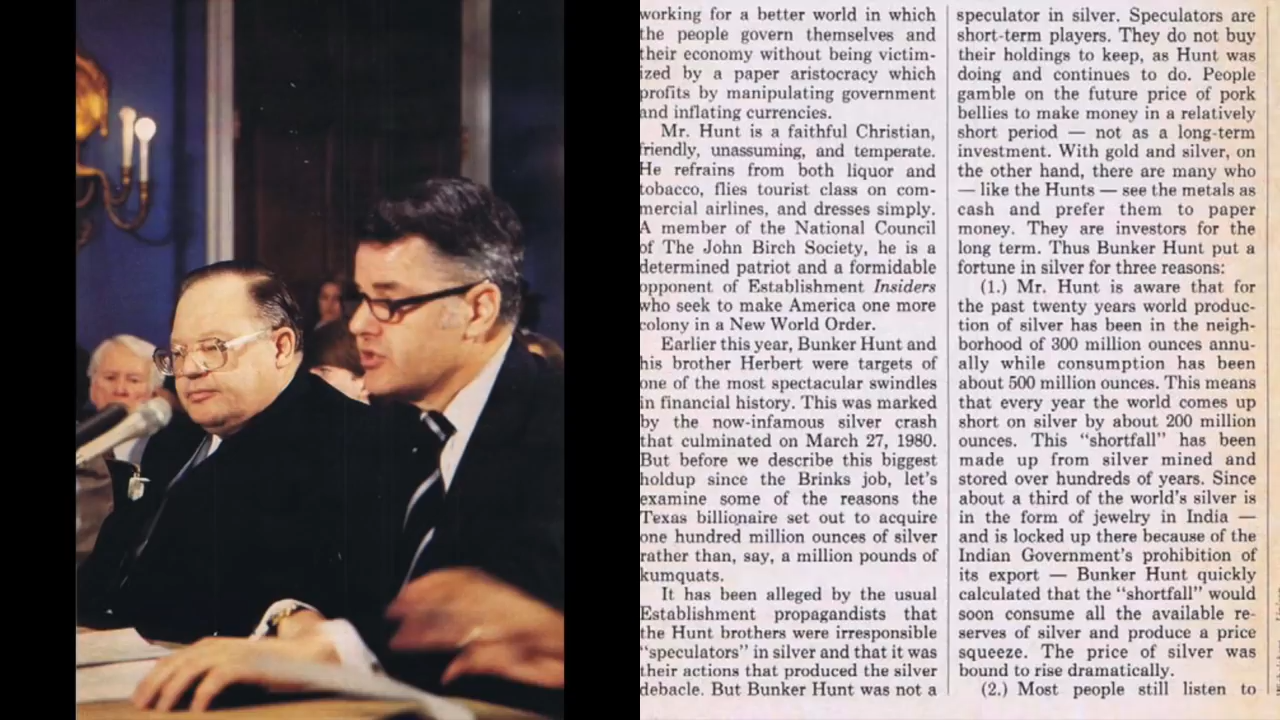 working for a better world in which
the people govern themselves and
their economy without being victim-
ized by a paper aristocracy which
profits by manipulating government
and inflating currencies.
Mr. Hunt is a faithful Christian,
friendly, unassuming, and temperate.
He refrains from both liquor and
tobacco, flies tourist class on com-
mercial airlines, and dresses simply.
A member of the National Council
of The John Birch Society, he is a
determined patriot and a formidable
opponent of Establishment Insiders
who seek to make America one more
colony in a New World Order.
Earlier this year, Bunker Hunt and
his brother Herbert were targets of
one of the most spectacular swindles
in financial history. This was marked
by the now-infamous silver crash
that culminated on March 27, 1980.
But before we describe this biggest
holdup since the Brinks job, let's
examine some of the reasons the
Texas billionaire set out to acquire
one hundred million ounces of silver
rather than, say, a million pounds of
kumquats.
It has been alleged by the usual
Establishment propagandists that
the Hunt brothers were irresponsible
"speculators" in silver and that it was
their actions that produced the silver
debacle. But Bunker Hunt was not a
speculator in silver. Speculators are
short-term players. They do not buy
their holdings to keep, as Hunt was
doing and continues to do. People
gamble on the future price of pork
bellies to make money in a relatively
short period — not as a long-term
investment. With gold and silver, on
the other hand, there are many who
— like the Hunts — see the metals as
cash and prefer them to paper
money. They are investors for the
long term. Thus Bunker Hunt put a
fortune in silver for three reasons:
(1.) Mr. Hunt is aware that for
the past twenty years world produc-
tion of silver has been in the neigh-
borhood of 300 million ounces annu-
ally while consumption has been
about 500 million ounces. This means
that every year the world comes up
short on silver by about 200 million
ounces. This "shortfall" has been
made up from silver mined and
stored over hundreds of years. Since
about a third of the world's silver is
in the form of jewelry in India —
and is locked up there because of the
Indian Government's prohibition of
its export — Bunker Hunt quickly
calculated that the "shortfall" would
soon consume all the available re-
serves of silver and produce a price
squeeze. The price of silver was
bound to rise dramatically.
(2.) Most people still listen to